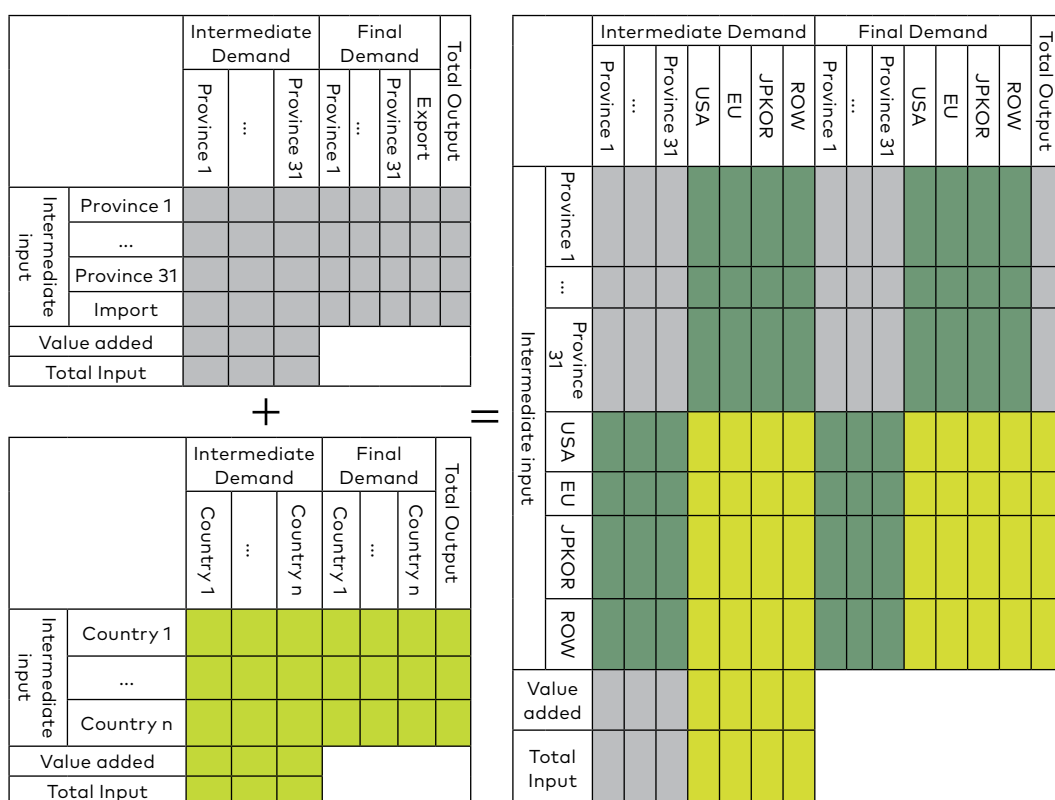 Intermediate
Demand
Final
Demand
Total Output
Province 1
...
Province 31
Province 1
...
Province 31
Export
Intermediate
input
Province 1
...
Province 31
Import
Value added
Total Input
+
Intermediate
Demand
Final
Demand
Total Output
Country 1
...
Country n
Country 1
...
Country n
Intermediate
input
Country 1
...
Country n
Value added
Total Input
=
Intermediate Demand
Final Demand
Total Output
Province 1
...
Province 31
USA
EU
JPKOR
ROW
Province 1
...
Province 31
USA
EU
JPKOR
ROW
Intermediate input
Province 1
...
Province
31
USA
EU
JPKOR
ROW
Value
added
Total
Input